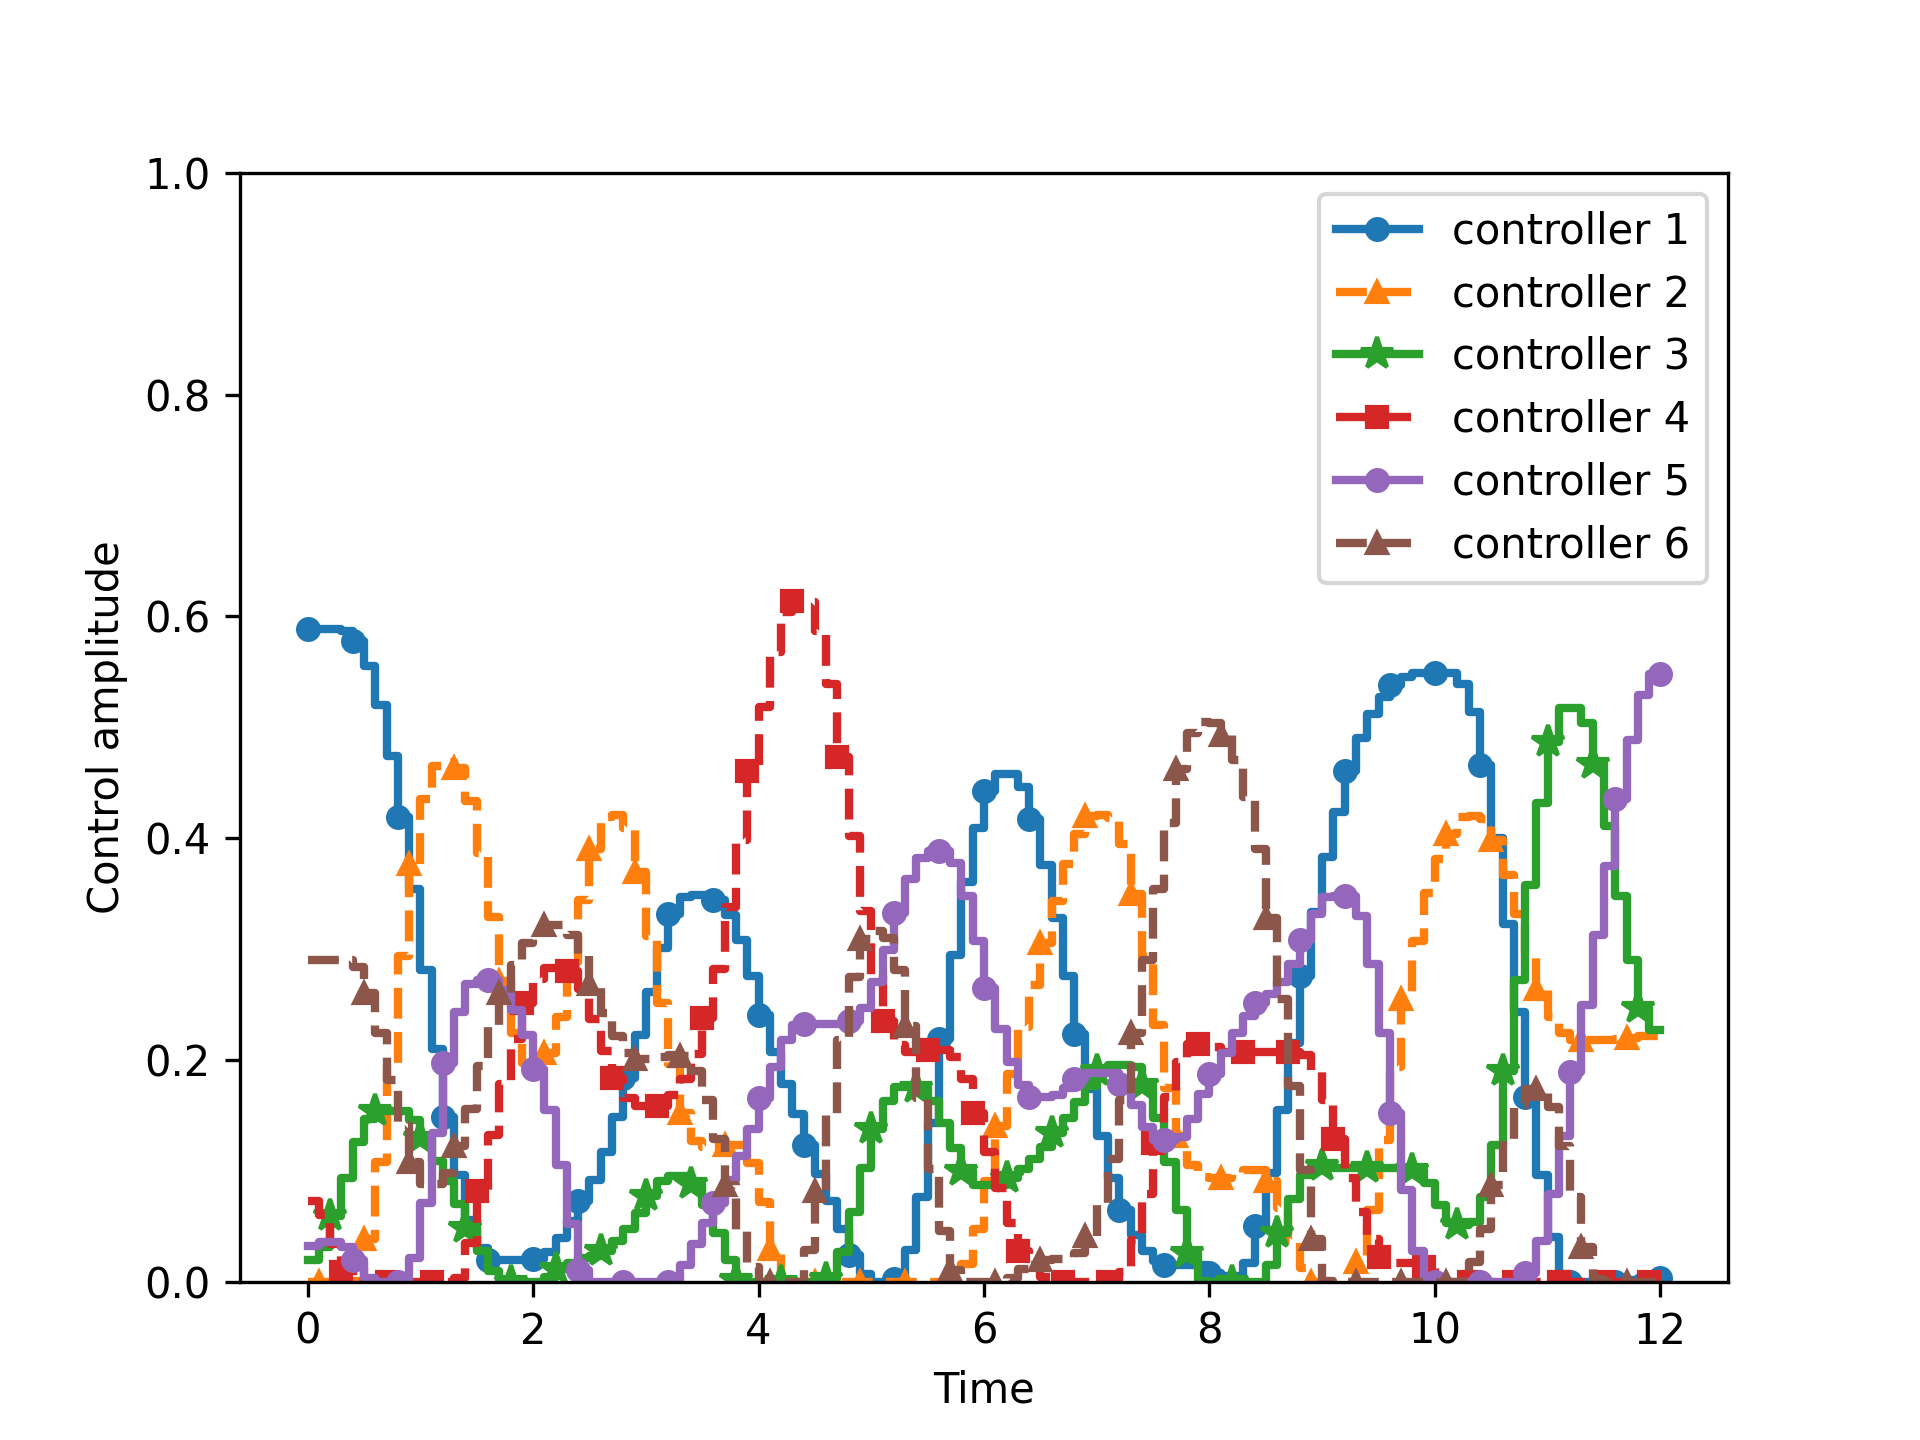 1.0
0.8
0.6
0.4
0.2
0.0
Control amplitude
0 2 4 6 8 10 12
Time
controller 1
controller 2
controller 3
controller 4
controller 5
controller 6